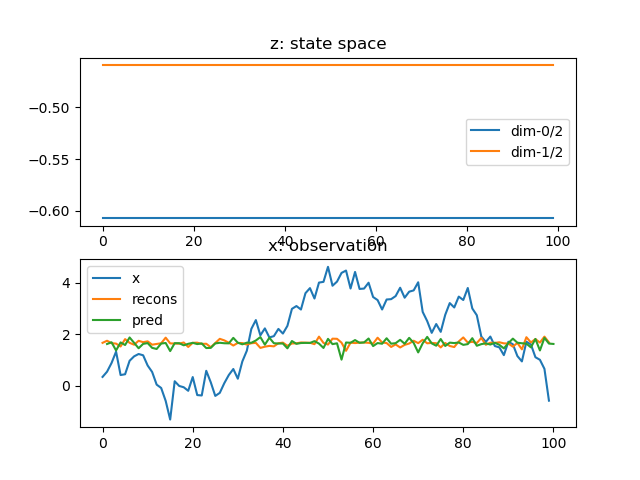 z: state space
−0.50
−0.55
−0.60
dim-0/2
dim-1/2
0 20 40 60 80 100
x: observation
4
2
0
x
recons
pred
0 20 40 60 80 100